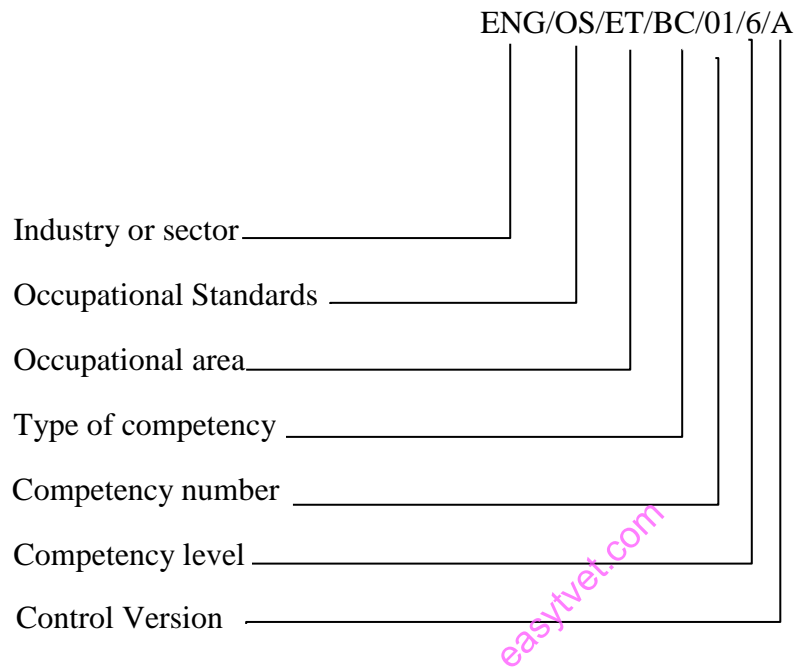 ENG/OS/ET/BC/01/6/A
Industry or sector
Occupational Standards
Occupational area
Type of competency
Competency number
Competency level
Control Version
easytvet.com